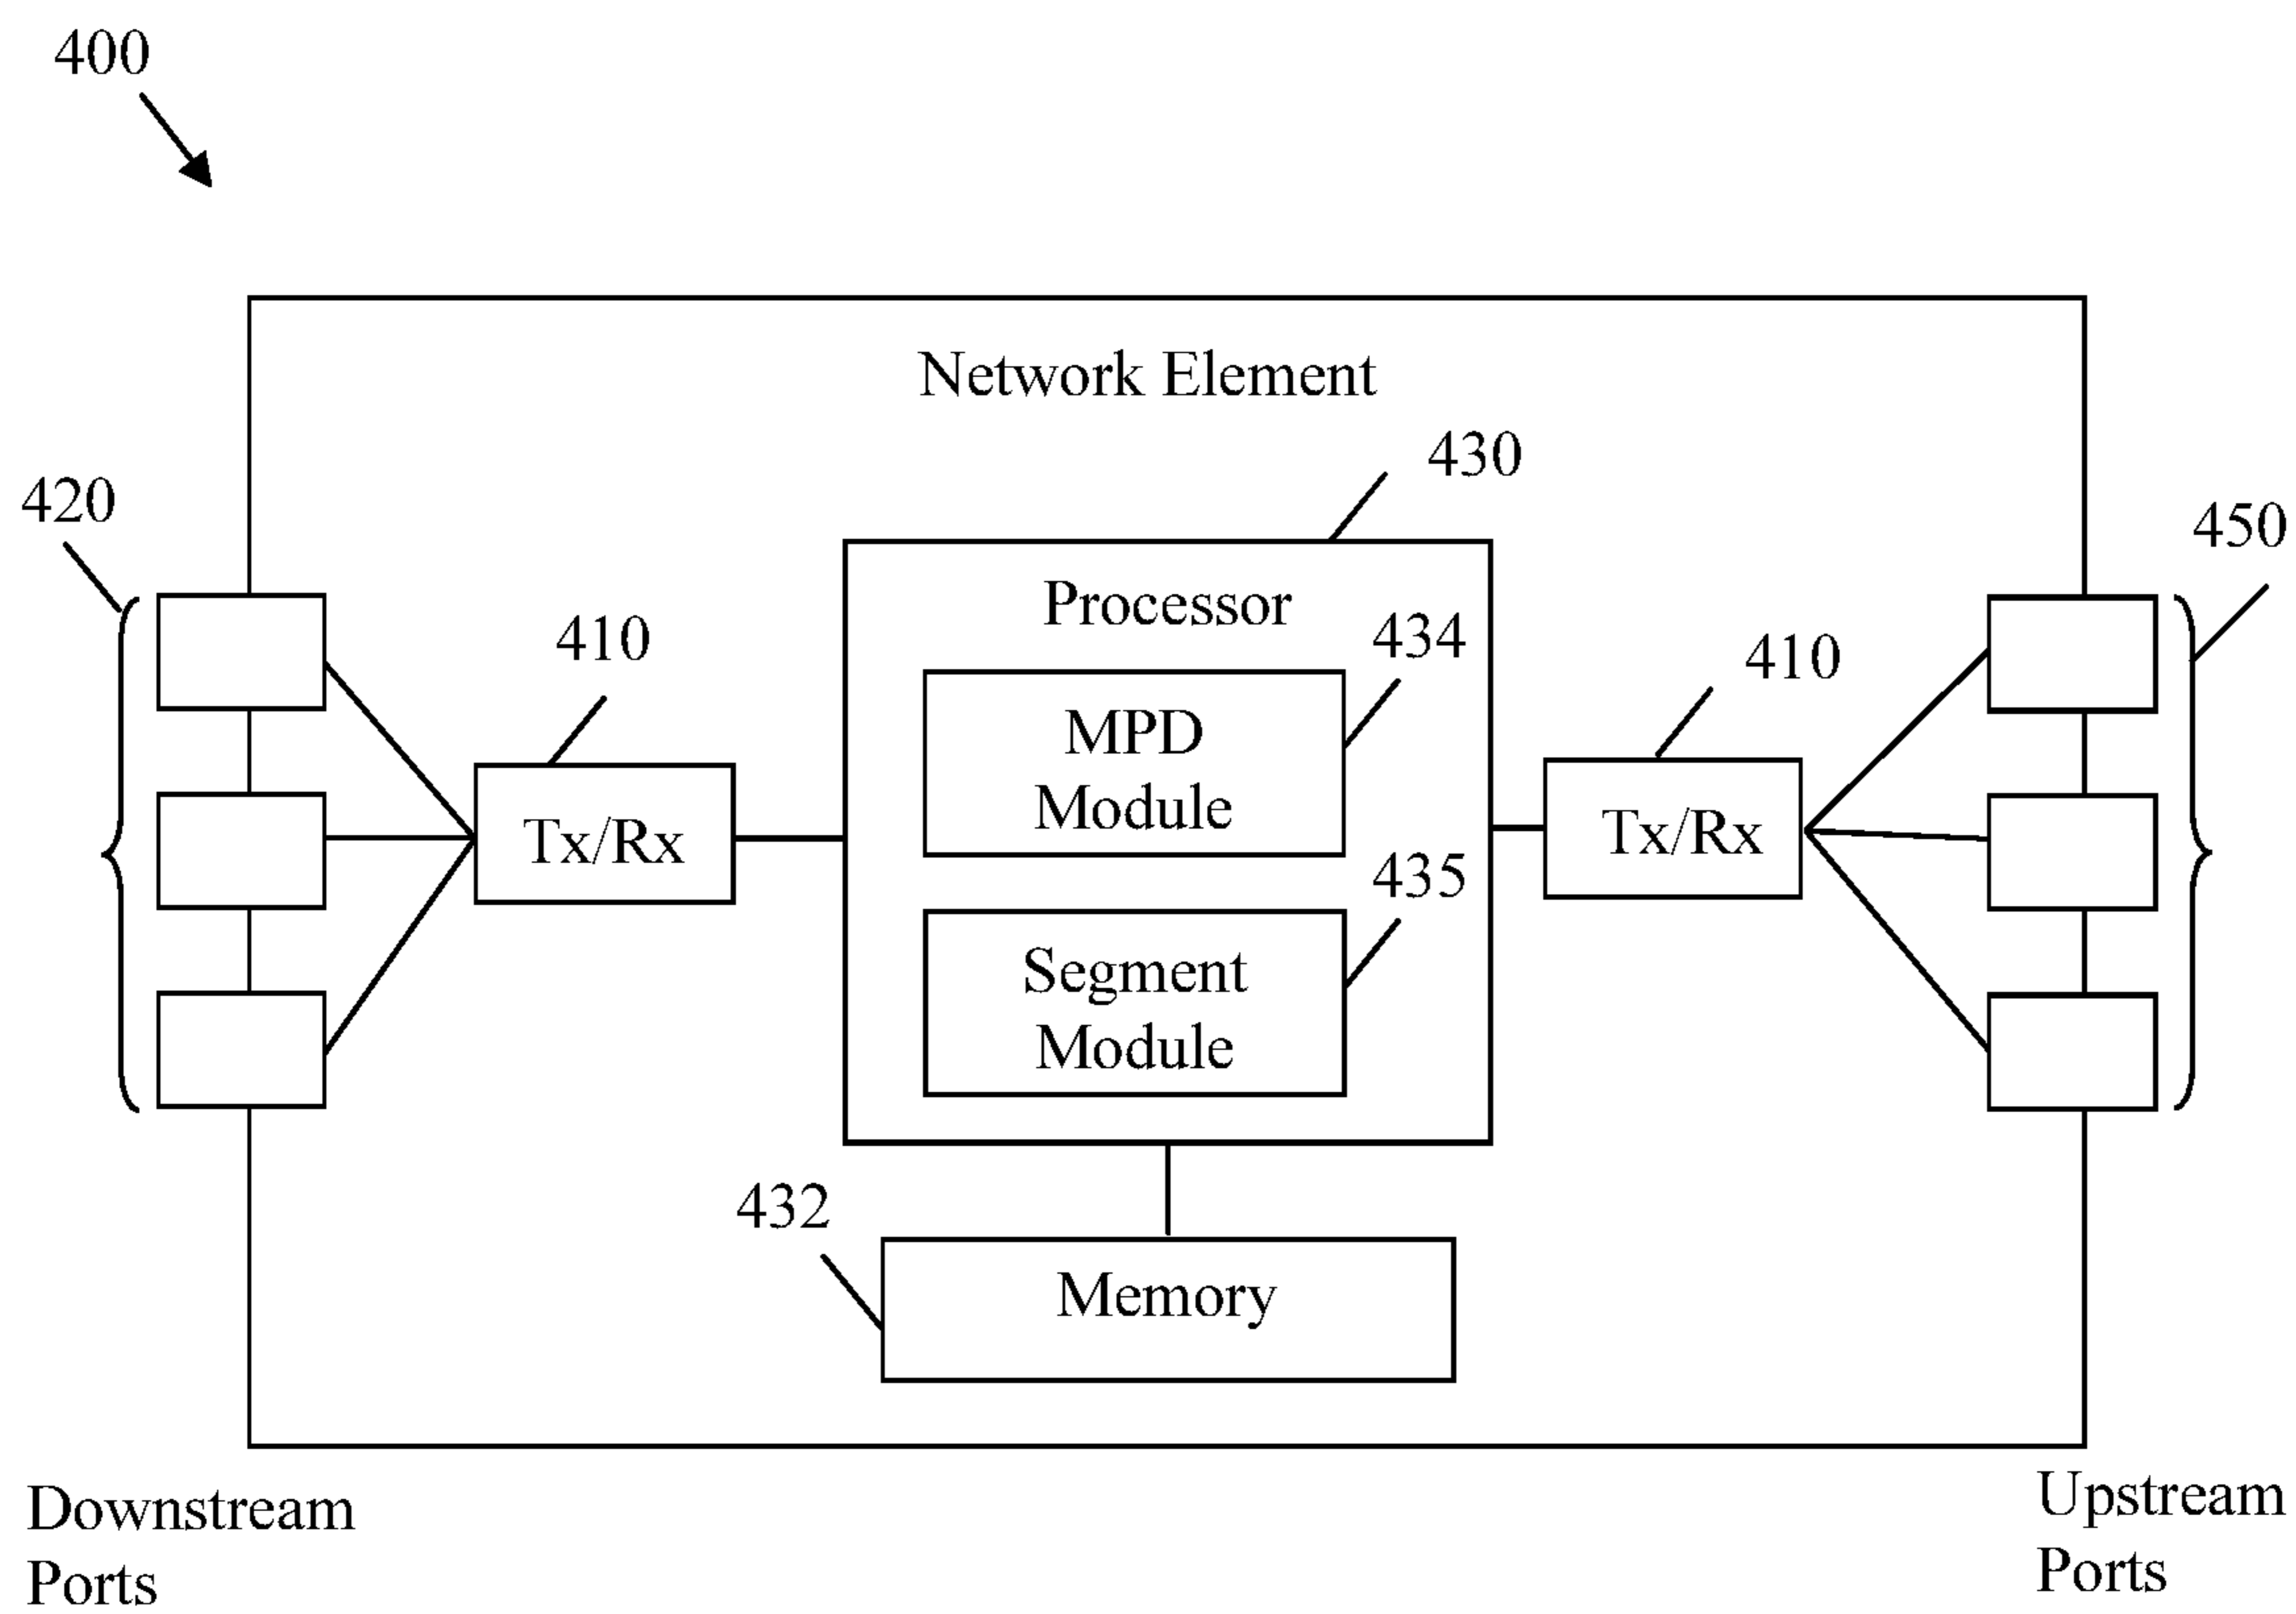 400
Network Element
430
420
450
Processor
410
434
410
MPD
Module
Tx/Rx
Tx/Rx
435
Segment
Module
432
Memory
Downstream
Ports
Upstream
Ports